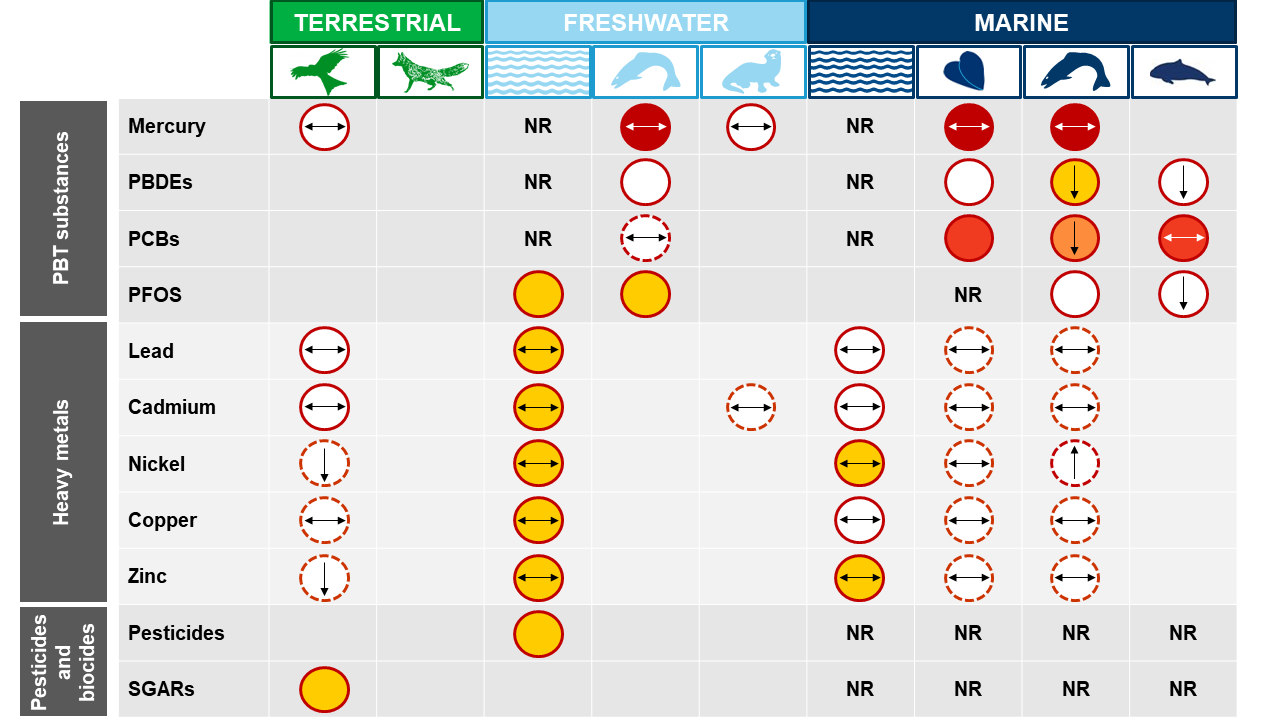 TERRESTRIAL FRESHWATER MARINE
PBT substances
Mercury NR NR
PBDEs NR NR
PCBs NR NR
PFOS NR
Heavy metals
Lead
Cadmium
Nickel
Copper
Zinc
Pesticides
and
biocides
Pesticides NR NR NR NR
SGARs NR NR NR NR